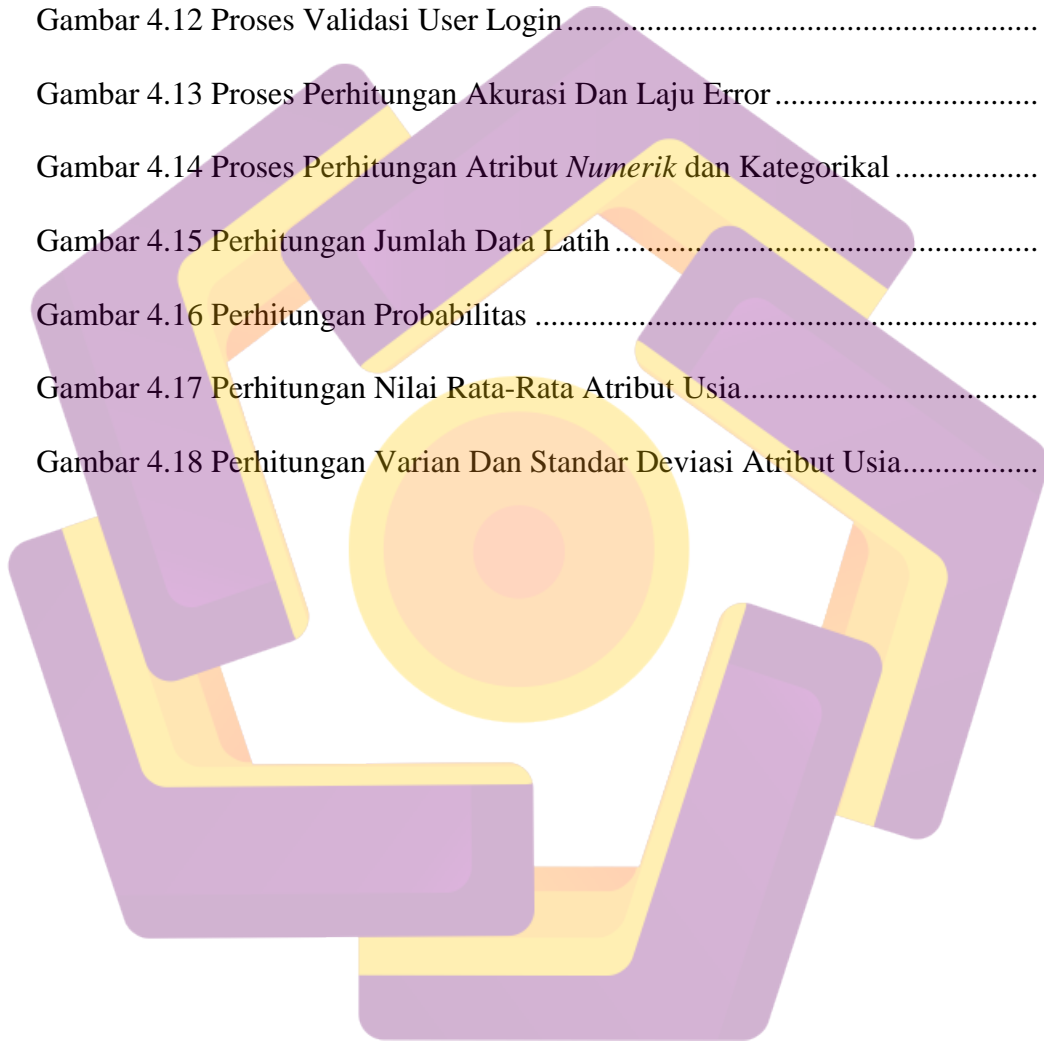 Gambar 4.12 Proses Validasi User Login.........................................................
Gambar 4.13 Proses Perhitungan Akurasi Dan Laju Error................................
Gambar 4.14 Proses Perhitungan Atribut Numerik dan Kategorikal.................
Gambar 4.15 Perhitungan Jumlah Data Latih...................................................
Gambar 4.16 Perhitungan Probabilitas .............................................................
Gambar 4.17 Perhitungan Nilai Rata-Rata Atribut Usia....................................
Gambar 4.18 Perhitungan Varian Dan Standar Deviasi Atribut Usia................